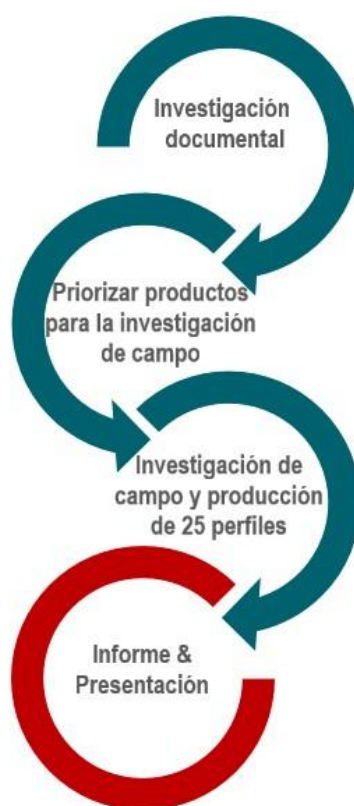 Investigación
documental
Priorizar productos
para la investigación
de campo
Investigación de
campo y producción
de 25 perfiles
Informe &
Presentación